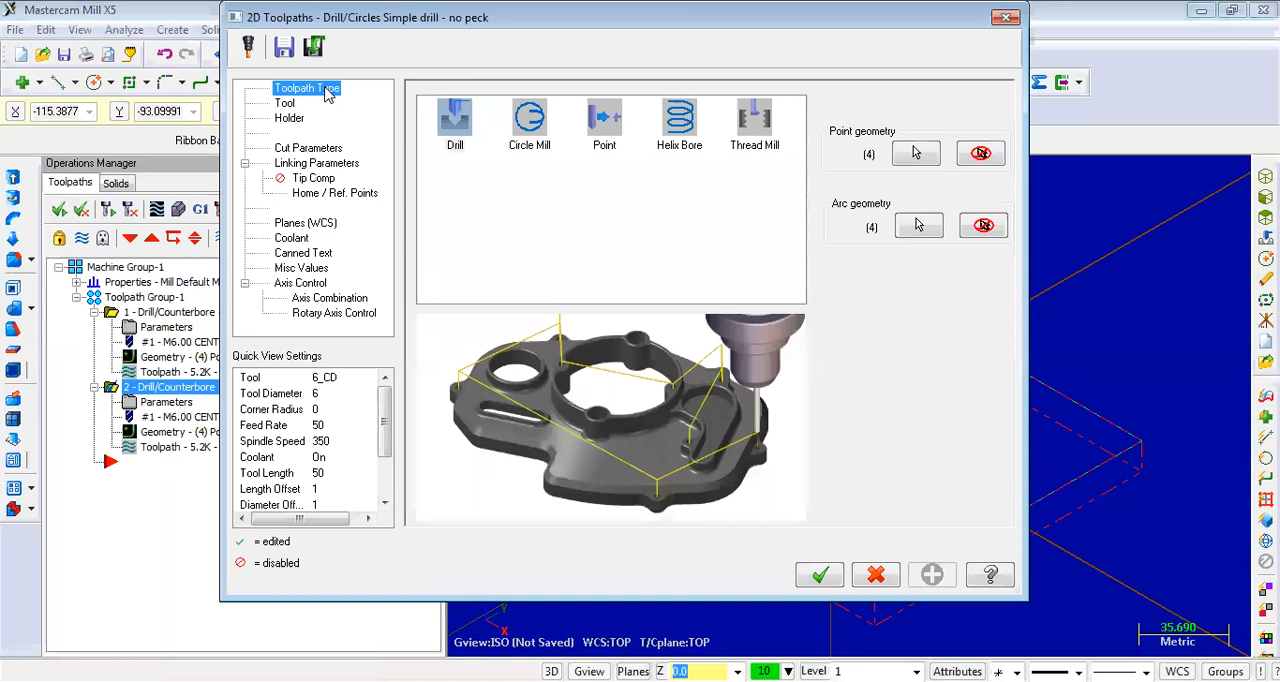 Mastercam Mill X5
File Edit View Analyze Create Soli
X -115.3877 Y -93.09991
Ribbon Ba
Operations Manager
Toolpaths Solids
G1
Machine Group-1
Properties - Mill Default M
Toolpath Group-1
1 - Drill/Counterbore
Parameters
#1 - M6.00 CENT
Geometry - (4) Po
Toolpath - 5.2K -
2 - Drill/Counterbore
Parameters
#1 - M6.00 CENT
Geometry - (4) Po
Toolpath - 5.2K -
2D Toolpaths - Drill/Circles Simple drill - no peck
Toolpath Type
Tool
Holder
Cut Parameters
Linking Parameters
Tip Comp
Home / Ref. Points
Planes (WCS)
Coolant
Canned Text
Misc Values
Axis Control
Axis Combination
Rotary Axis Control
Quick View Settings
Tool 6_CD
Tool Diameter 6
Corner Radius 0
Feed Rate 50
Spindle Speed 350
Coolant On
Tool Length 50
Length Offset 1
Diameter Off... 1
= edited
= disabled
Drill Circle Mill Point Helix Bore Thread Mill
Point geometry
(4)
Arc geometry
(4)
Y
X
Gview:ISO (Not Saved) WCS:TOP T/Cplane:TOP
35.690
Metric
3D Gview Planes Z 0.0 10 Level 1 Attributes WCS Groups ! ?